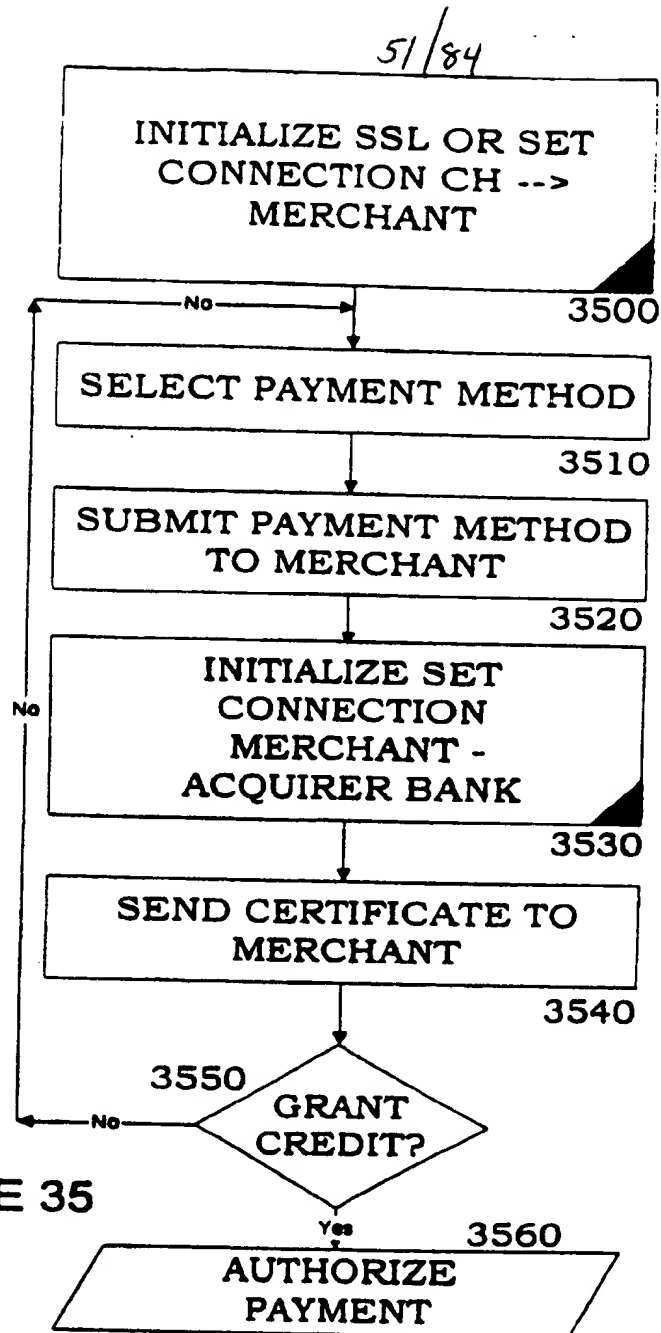 51/84
INITIALIZE SSL OR SET
CONNECTION CH -->
MERCHANT
3500
No
SELECT PAYMENT METHOD
3510
SUBMIT PAYMENT METHOD
TO MERCHANT
3520
No
INITIALIZE SET
CONNECTION
MERCHANT -
ACQUIRER BANK
3530
SEND CERTIFICATE TO
MERCHANT
3540
3550
GRANT
CREDIT?
No
E 35
Yes
3560
AUTHORIZE
PAYMENT